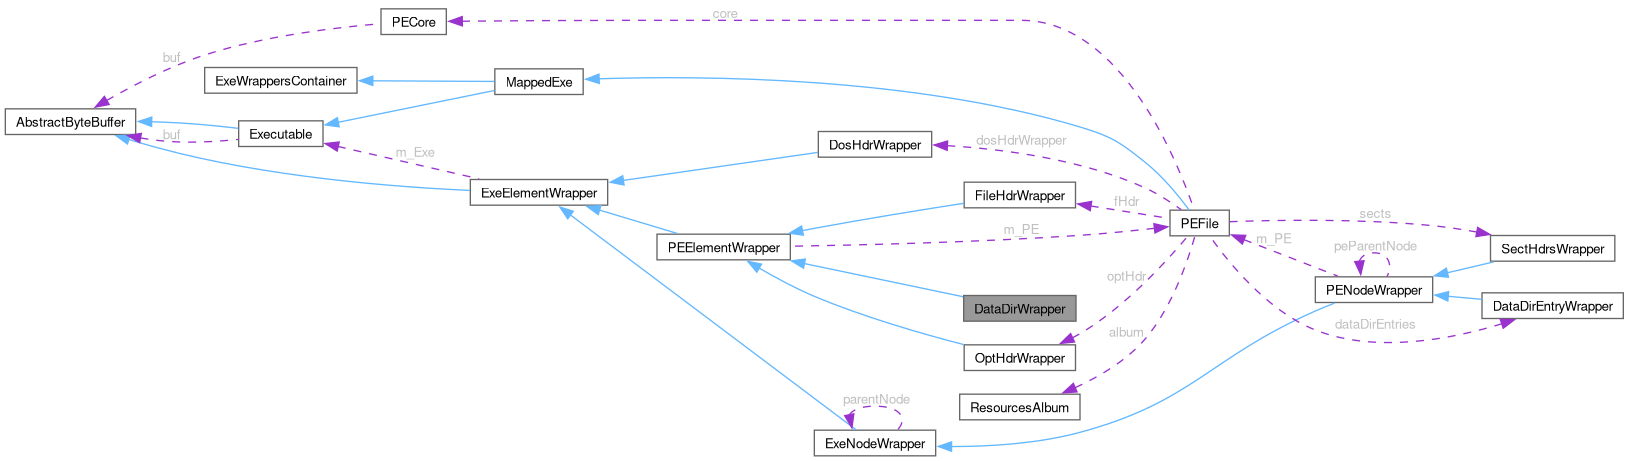 core
PECore
buf
ExeWrappersContainer
MappedExe
AbstractByteBuffer
buf
Executable
m_Exe
DosHdrWrapper
dosHdrWrapper
ExeElementWrapper
FileHdrWrapper
fHdr
PEFile
sects
PEElementWrapper
m_PE
m_PE
peParentNode
SectHdrsWrapper
optHdr
PENodeWrapper
DataDirWrapper
DataDirEntryWrapper
album
dataDirEntries
OptHdrWrapper
parentNode
ResourcesAlbum
ExeNodeWrapper